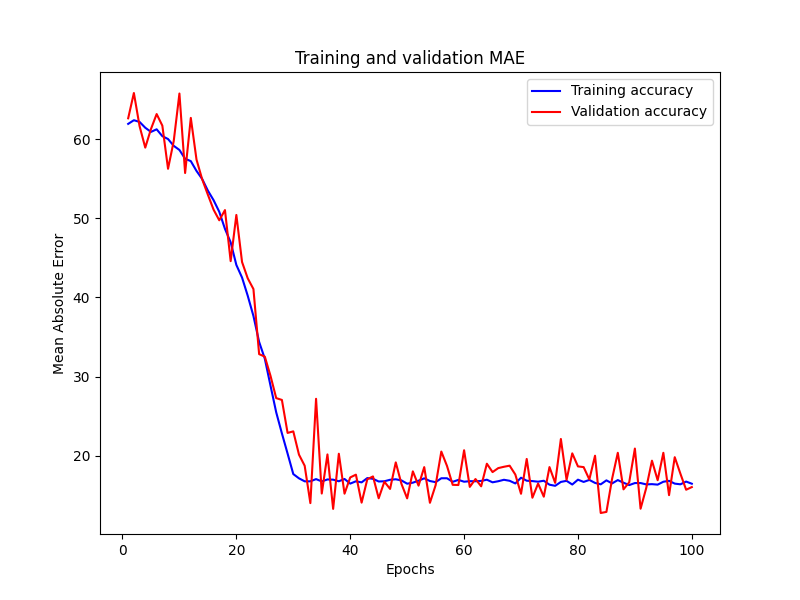 Training and validation MAE
Training accuracy
Validation accuracy
Mean Absolute Error
60
50
40
30
20
0
20
40
60
80
100
Epochs